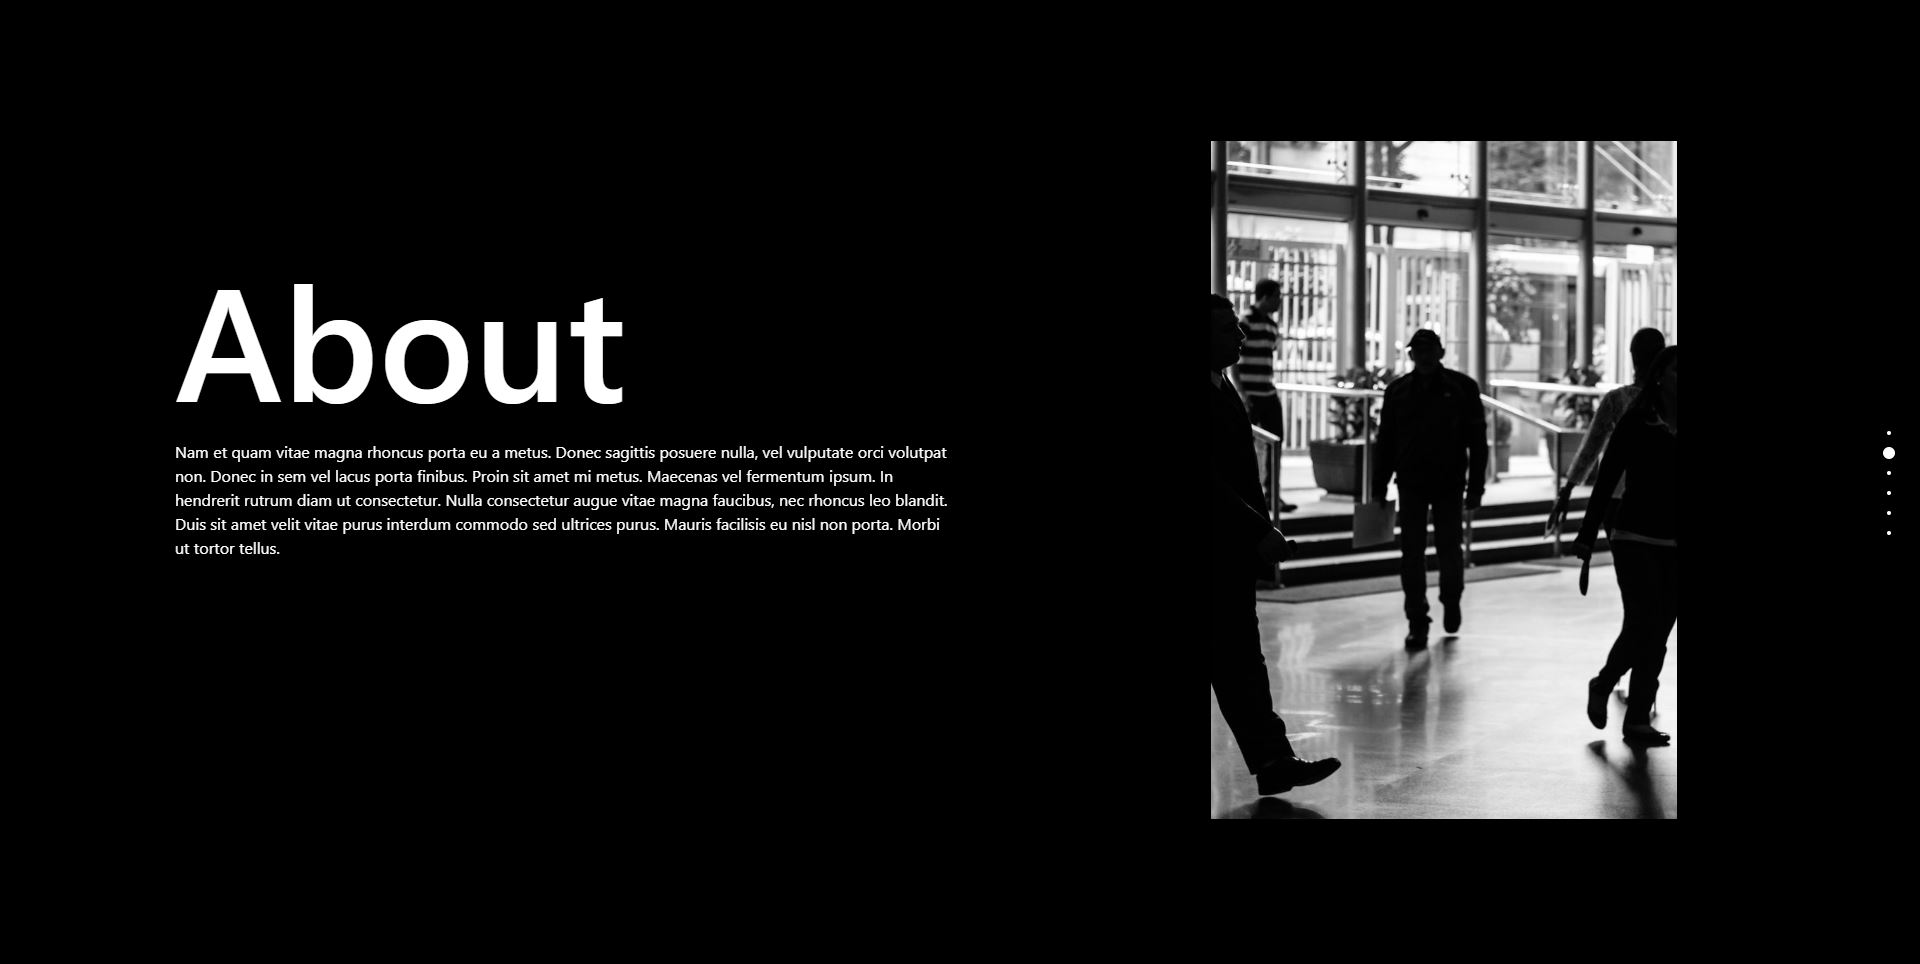 About
Nam et quam vitae magna rhoncus porta eu a metus. Donec sagittis posuere nulla, vel vulputate orci volutpat
non. Donec in sem vel lacus porta finibus. Proin sit amet mi metus. Maecenas vel fermentum ipsum. In
hendrerit rutrum diam ut consectetur. Nulla consectetur augue vitae magna faucibus, nec rhoncus leo blandit.
Duis sit amet velit vitae purus interdum commodo sed ultrices purus. Mauris facilisis eu nisl non porta. Morbi
ut tortor tellus.